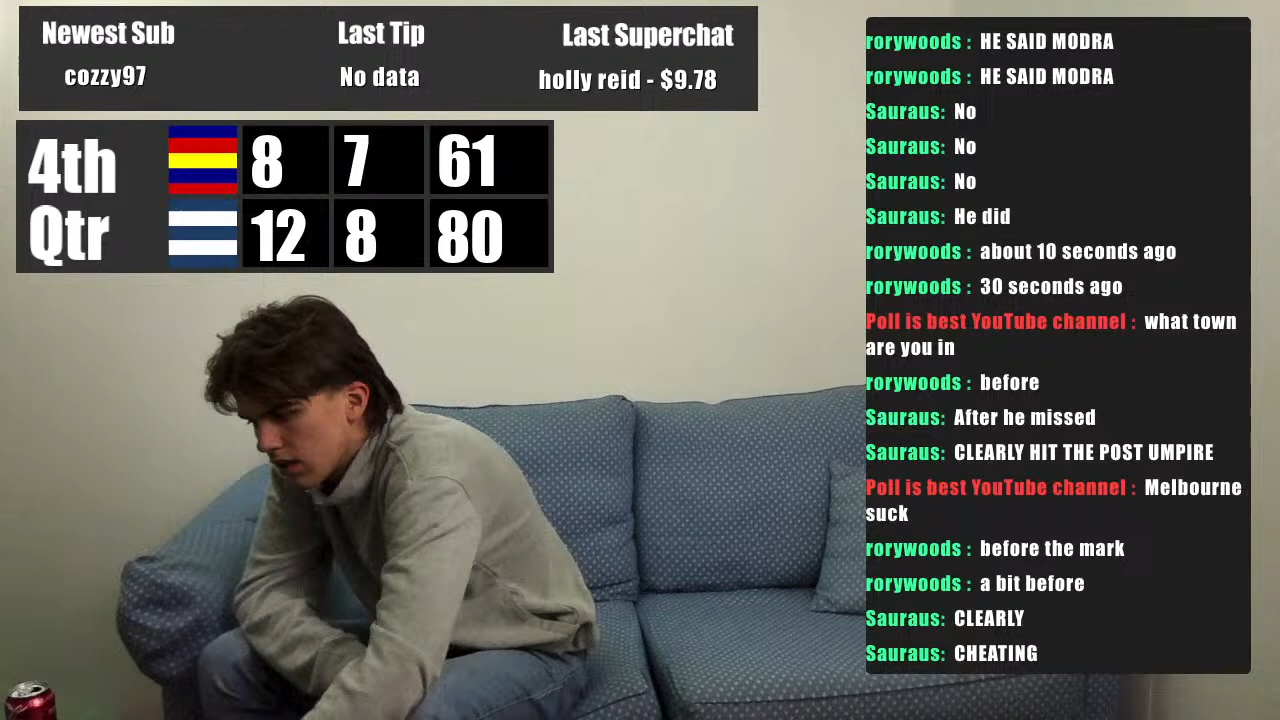 Newest Sub
Last Tip
Last Superchat
cozzy97
No data
holly reid - $9.78
4th
Qtr
8 7 61
12 8 80
rorywoods : HE SAID MODRA
rorywoods : HE SAID MODRA
Sauraus: No
Sauraus: No
Sauraus: No
Sauraus: He did
rorywoods : about 10 seconds ago
rorywoods : 30 seconds ago
Poll is best YouTube channel : what town
are you in
rorywoods : before
Sauraus: After he missed
Sauraus: CLEARLY HIT THE POST UMPIRE
Poll is best YouTube channel : Melbourne
suck
rorywoods : before the mark
rorywoods : a bit before
Sauraus: CLEARLY
Sauraus: CHEATING